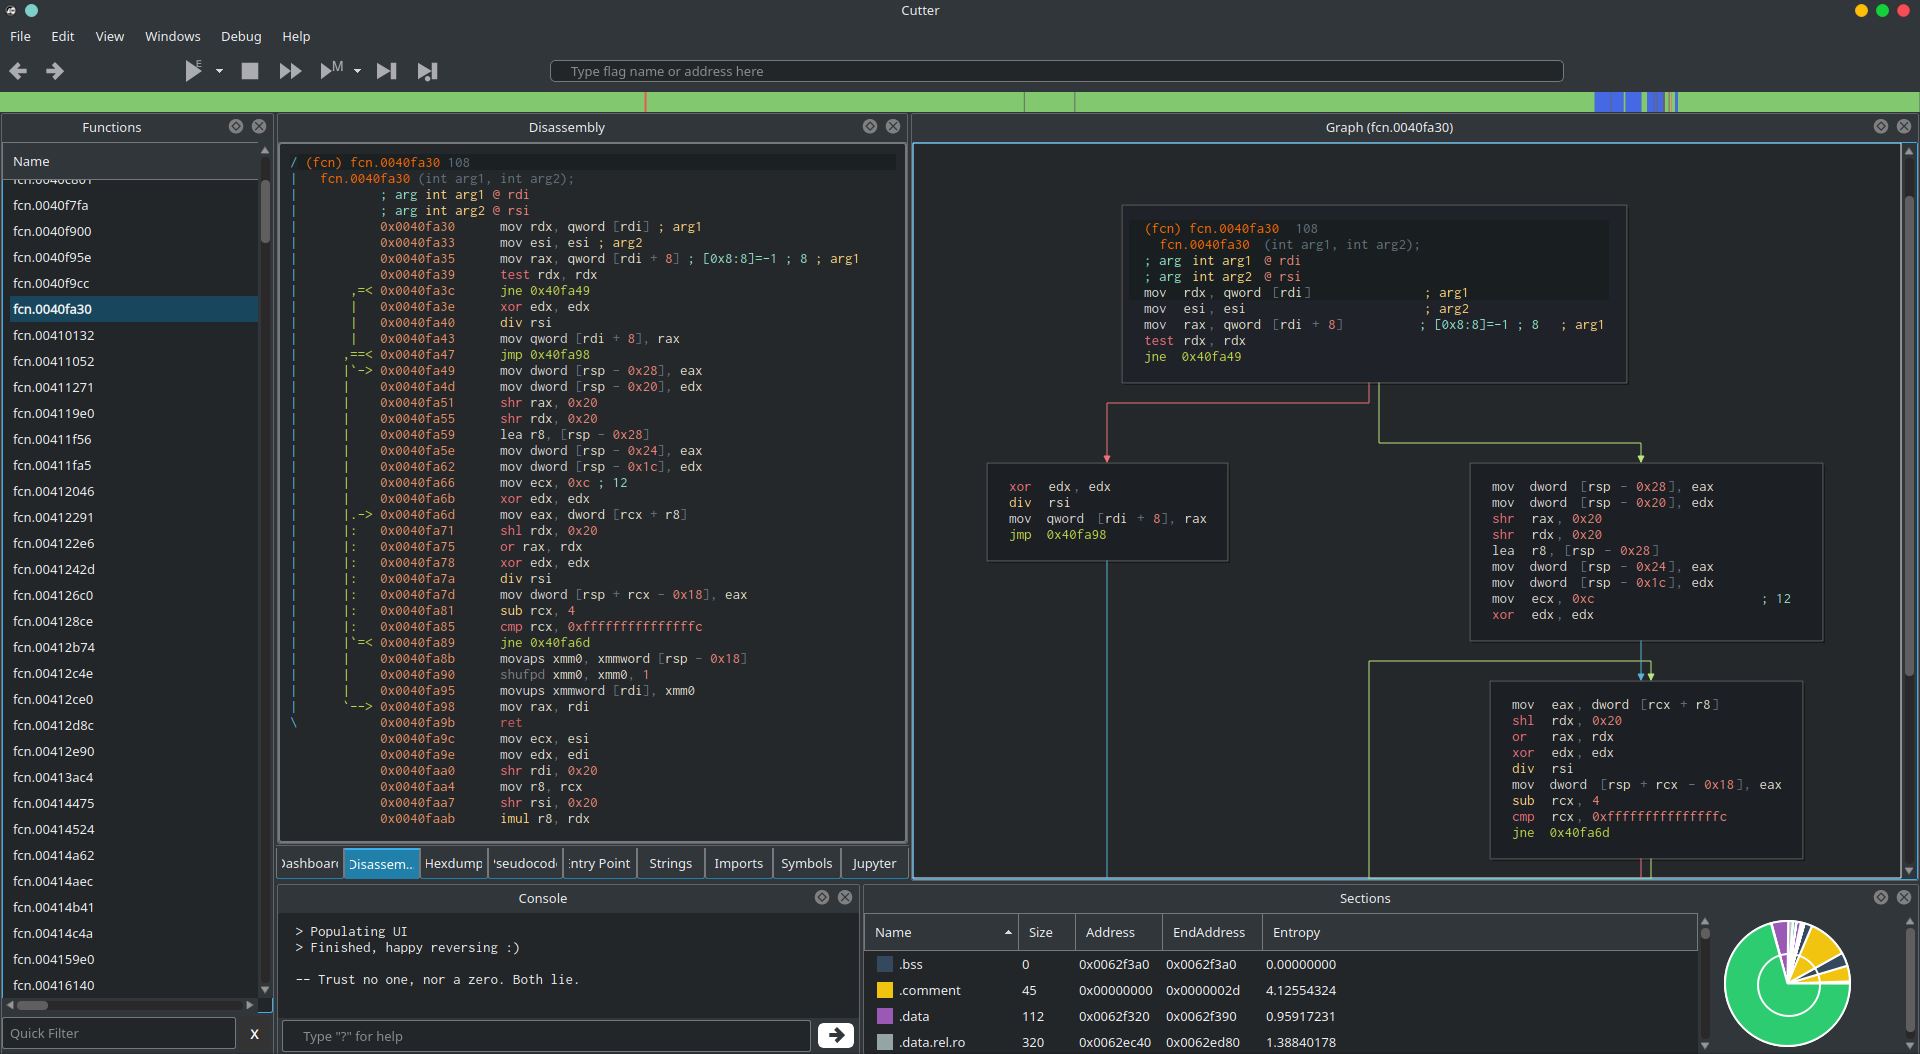 Cutter
File Edit View Windows Debug Help
E M
Type flag name or address here
Functions
Name
fcn.0040f7fa
fcn.0040f900
fcn.0040f95e
fcn.0040f9cc
fcn.0040fa30
fcn.00410132
fcn.00411052
fcn.00411271
fcn.004119e0
fcn.00411f56
fcn.00411fa5
fcn.00412046
fcn.00412291
fcn.004122e6
fcn.0041242d
fcn.004126c0
fcn.004128ce
fcn.00412b74
fcn.00412c4e
fcn.00412ce0
fcn.00412d8c
fcn.00412e90
fcn.00413ac4
fcn.00414475
fcn.00414524
fcn.00414a62
fcn.00414aec
fcn.00414b41
fcn.00414c4a
fcn.004159e0
fcn.00416140
Quick Filter X
Disassembly
/ (fcn) fcn.0040fa30 108
| fcn.0040fa30 (int arg1, int arg2);
| ; arg int arg1 @ rdi
| ; arg int arg2 @ rsi
| 0x0040fa30 mov rdx, qword [rdi] ; arg1
| 0x0040fa33 mov esi, esi ; arg2
| 0x0040fa35 mov rax, qword [rdi + 8] ; [0x8:8]=-1 ; 8 ; arg1
| 0x0040fa39 test rdx, rdx
| ,=< 0x0040fa3c jne 0x40fa49
| | 0x0040fa3e xor edx, edx
| | 0x0040fa40 div rsi
| | 0x0040fa43 mov qword [rdi + 8], rax
| ,==< 0x0040fa47 jmp 0x40fa98
| |`-> 0x0040fa49 mov dword [rsp - 0x28], eax
| | 0x0040fa4d mov dword [rsp - 0x20], edx
| | 0x0040fa51 shr rax, 0x20
| | 0x0040fa55 shr rdx, 0x20
| | 0x0040fa59 lea r8, [rsp - 0x28]
| | 0x0040fa5e mov dword [rsp - 0x24], eax
| | 0x0040fa62 mov dword [rsp - 0x1c], edx
| | 0x0040fa66 mov ecx, 0xc ; 12
| | 0x0040fa6b xor edx, edx
| |.-> 0x0040fa6d mov eax, dword [rcx + r8]
| |: 0x0040fa71 shl rdx, 0x20
| |: 0x0040fa75 or rax, rdx
| |: 0x0040fa78 xor edx, edx
| |: 0x0040fa7a div rsi
| |: 0x0040fa7d mov dword [rsp + rcx - 0x18], eax
| |: 0x0040fa81 sub rcx, 4
| |: 0x0040fa85 cmp rcx, 0xfffffffffffffffc
| |`=< 0x0040fa89 jne 0x40fa6d
| | 0x0040fa8b movaps xmm0, xmmword [rsp - 0x18]
| | 0x0040fa90 shufpd xmm0, xmm0, 1
| | 0x0040fa95 movups xmmword [rdi], xmm0
| `--> 0x0040fa98 mov rax, rdi
\ 0x0040fa9b ret
0x0040fa9c mov ecx, esi
0x0040fa9e mov edx, edi
0x0040faa0 shr rdi, 0x20
0x0040faa4 mov r8, rcx
0x0040faa7 shr rsi, 0x20
0x0040faab imul r8, rdx
Disassem.. Hexdump Strings Imports Symbols Jupyter
Graph (fcn.0040fa30)
(fcn) fcn.0040fa30 108
fcn.0040fa30 (int arg1, int arg2);
; arg int arg1 @ rdi
; arg int arg2 @ rsi
mov rdx, qword [rdi] ; arg1
mov esi, esi ; arg2
mov rax, qword [rdi + 8] ; [0x8:8]=-1 ; 8 ; arg1
test rdx, rdx
jne 0x40fa49
xor edx, edx
div rsi
mov qword [rdi + 8], rax
jmp 0x40fa98
mov dword [rsp - 0x28], eax
mov dword [rsp - 0x20], edx
shr rax, 0x20
shr rdx, 0x20
lea r8, [rsp - 0x28]
mov dword [rsp - 0x24], eax
mov dword [rsp - 0x1c], edx
mov ecx, 0xc ; 12
xor edx, edx
mov eax, dword [rcx + r8]
shl rdx, 0x20
or rax, rdx
xor edx, edx
div rsi
mov dword [rsp + rcx - 0x18], eax
sub rcx, 4
cmp rcx, 0xfffffffffffffffc
jne 0x40fa6d
Console
> Populating UI
> Finished, happy reversing :)
-- Trust no one, nor a zero. Both lie.
Type "?" for help
Sections
Name Size Address EndAddress Entropy
.bss 0 0x0062f3a0 0x0062f3a0 0.00000000
.comment 45 0x00000000 0x0000002d 4.12554324
.data 112 0x0062f320 0x0062f390 0.95917231
.data.rel.ro 320 0x0062ec40 0x0062ed80 1.38840178